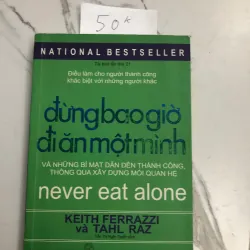 50k
NATIONAL BESTSELLER
Điều làm cho người thành công
khác biệt với những người khác
đừng bao giờ
đi ăn một mình
VÀ NHỮNG BÍ MẬT DẪN ĐẾN THÀNH CÔNG,
THÔNG QUA XÂY DỰNG MỐI QUAN HỆ
never eat alone
KEITH FERRAZZI
và TAHL RAZ